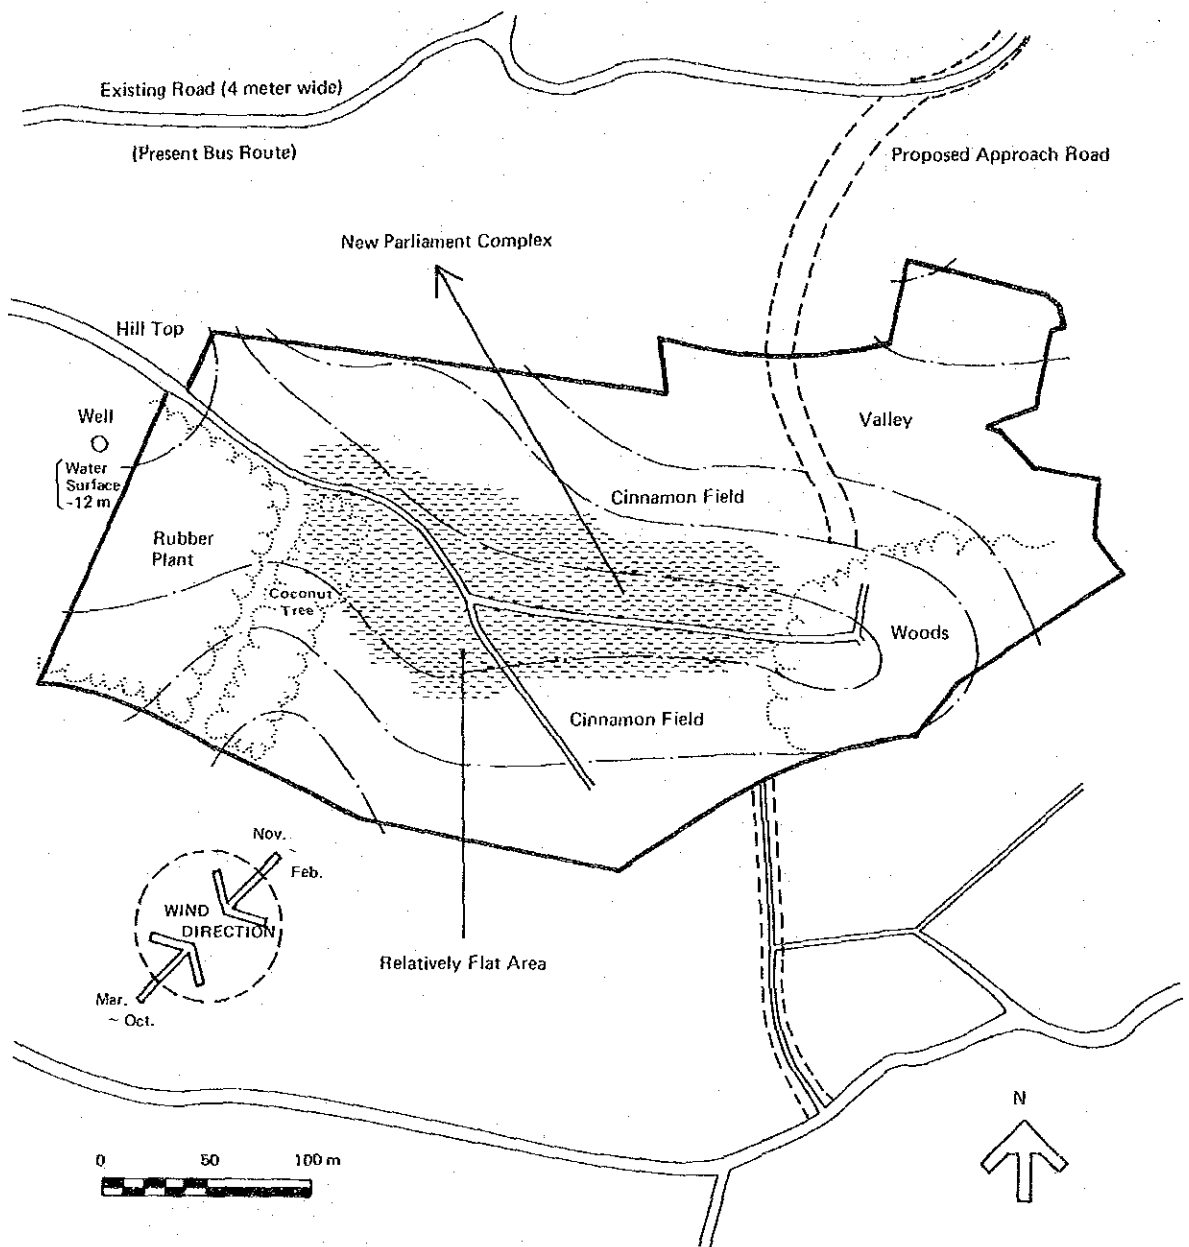 Existing Road (4 meter wide)
(Present Bus Route)
Proposed Approach Road
New Parliament Complex
Hill Top
Well
Water
Surface
-12 m
Valley
Cinnamon Field
Rubber
Plant
Coconut
Tree
Woods
Cinnamon Field
Nov.
Feb.
WIND
DIRECTION
Mar.
~ Oct.
Relatively Flat Area
N
0 50 100 m